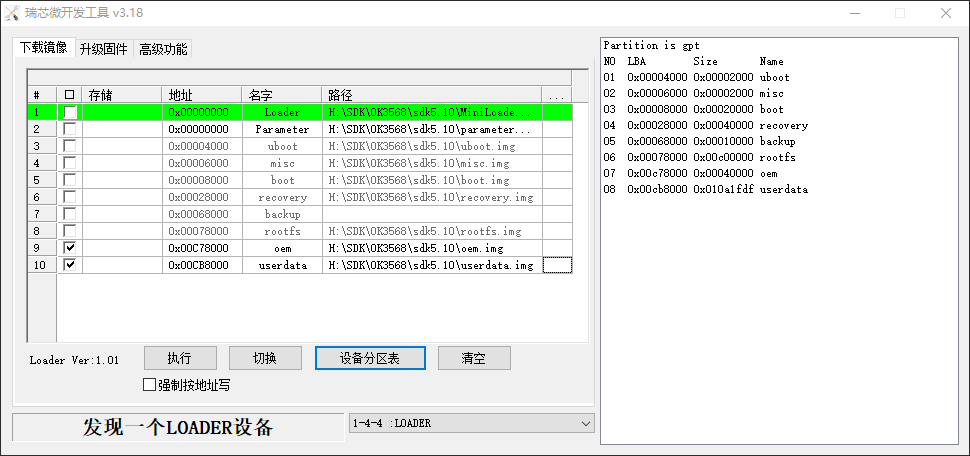 瑞芯微开发工具 v3.18
下载镜像 升级固件 高级功能
# 存储 地址 名字 路径 ...
1 0x00000000 Loader H:\SDK\OK3568\sdk5.10\MiniLoade...
2 0x00000000 Parameter H:\SDK\OK3568\sdk5.10\parameter...
3 0x00004000 uboot H:\SDK\OK3568\sdk5.10\uboot.img
4 0x00006000 misc H:\SDK\OK3568\sdk5.10\misc.img
5 0x00008000 boot H:\SDK\OK3568\sdk5.10\boot.img
6 0x00028000 recovery H:\SDK\OK3568\sdk5.10\recovery.img
7 0x00068000 backup
8 0x00078000 rootfs H:\SDK\OK3568\sdk5.10\rootfs.img
9 0x00C78000 oem H:\SDK\OK3568\sdk5.10\oem.img
10 0x00CB8000 userdata H:\SDK\OK3568\sdk5.10\userdata.img
Loader Ver:1.01 执行 切换 设备分区表 清空
强制按地址写
发现一个LOADER设备 1-4-4 :LOADER
Partition is gpt
NO LBA Size Name
01 0x00004000 0x00002000 uboot
02 0x00006000 0x00002000 misc
03 0x00008000 0x00020000 boot
04 0x00028000 0x00040000 recovery
05 0x00068000 0x00010000 backup
06 0x00078000 0x00c00000 rootfs
07 0x00c78000 0x00040000 oem
08 0x00cb8000 0x010a1fdf userdata